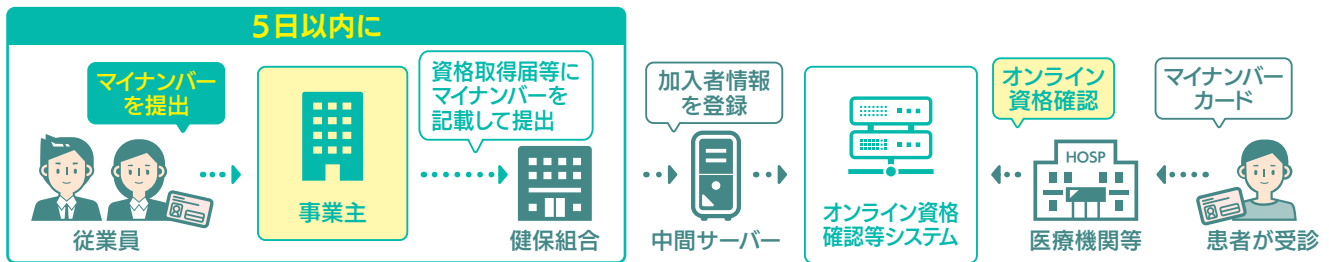 5日以内に
マイナンバー
を提出
従業員
事業主
資格取得届等に
マイナンバーを
記載して提出
健保組合
加入者情報
を登録
中間サーバー
オンライン資格
確認等システム
オンライン
資格確認
HOSP
医療機関等
マイナンバー
カード
患者が受診